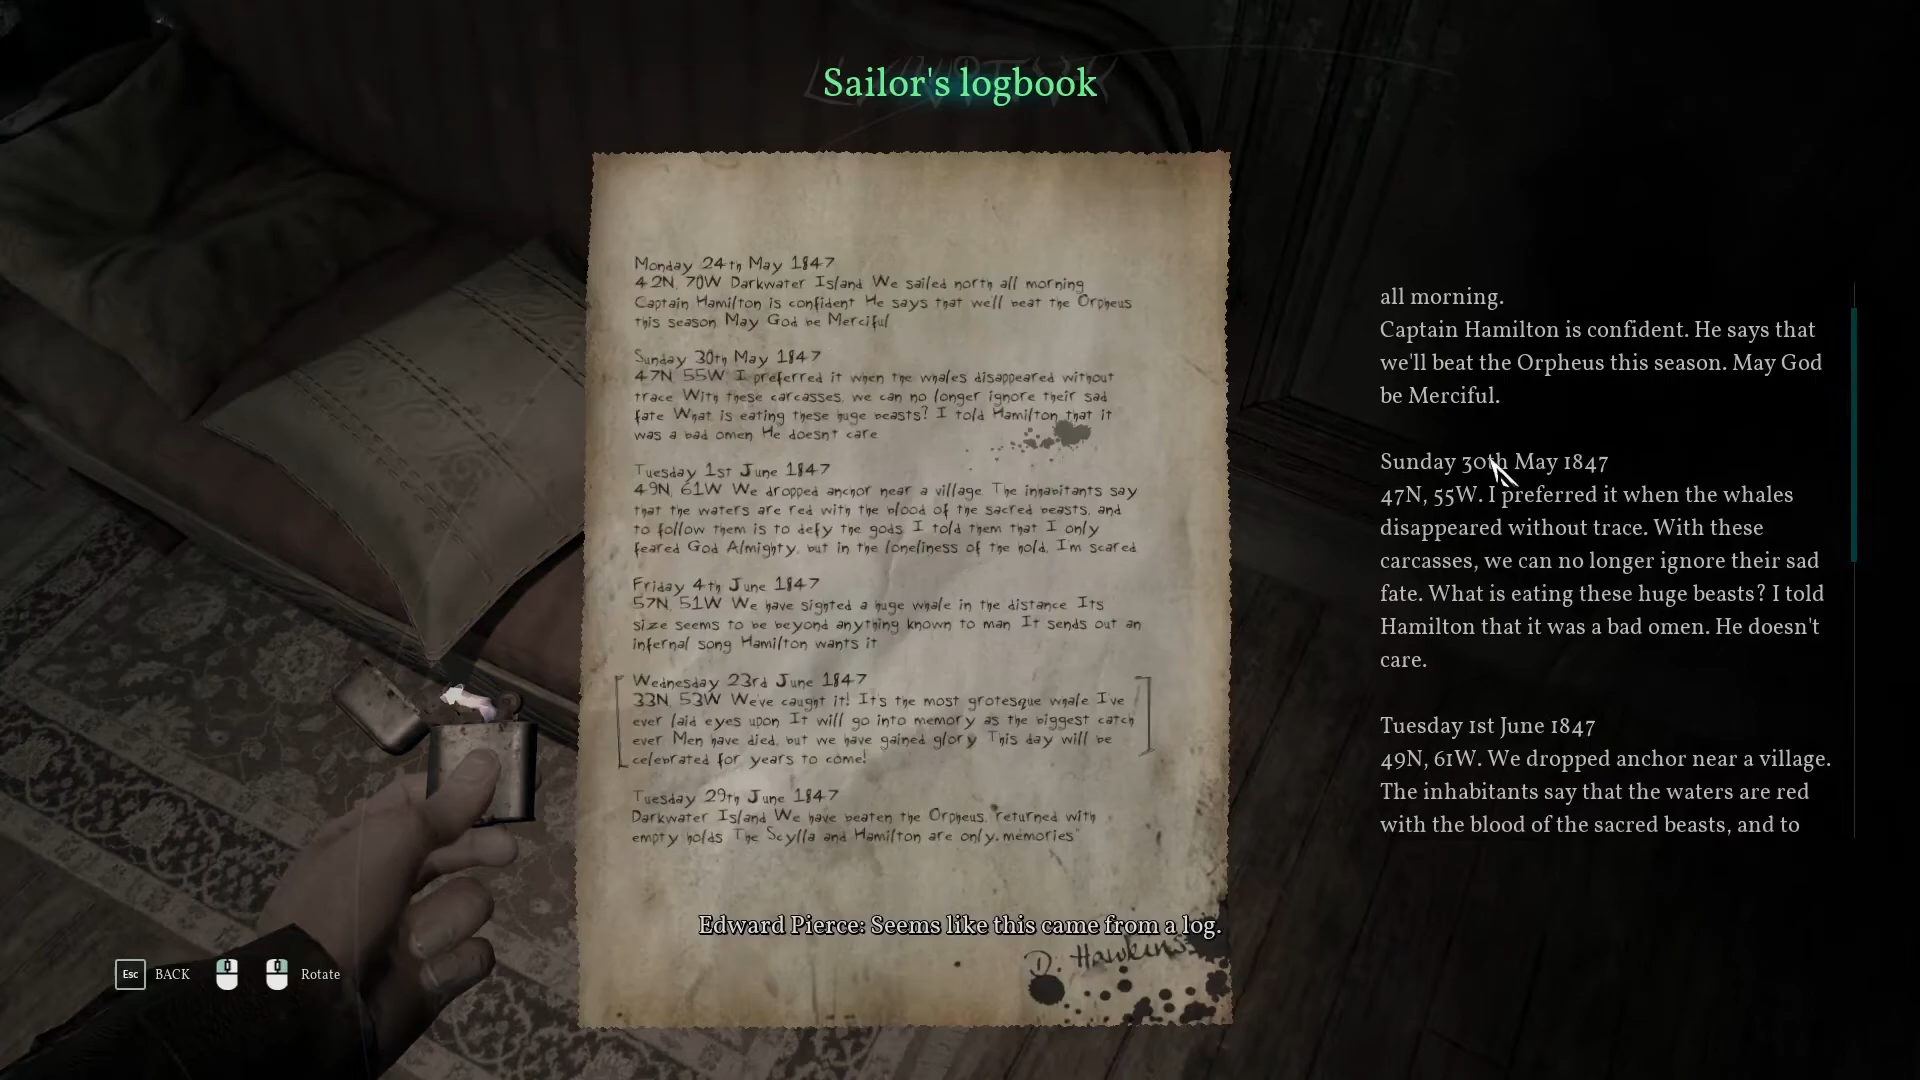 Sailor's logbook
Monday 24th May 1847
42N, 70W Darkwater Island We sailed north all morning
Captain Hamilton is confident He says that we'll beat the Orpheus
this season May God be Merciful
Sunday 30th May 1847
47N 55W I preferred it when the whales disappeared without
trace With these carcasses, we can no longer ignore their sad
fate What is eating these huge beasts? I told Hamilton that it
was a bad omen He doesn't care
Tuesday 1st June 1847
49N, 61W We dropped anchor near a village The inhabitants say
that the waters are red with the blood of the sacred beasts, and
to follow them is to defy the gods I told them that I only
feared God Almighty, but in the loneliness of the hold, I'm scared
Friday 4th June 1847
57N, 51W We have sighted a huge whale in the distance Its
size seems to be beyond anything known to man It sends out an
infernal song Hamilton wants it
Wednesday 23rd June 1847
33N, 53W We've caught it! It's the most grotesque whale I've
ever laid eyes upon It will go into memory as the biggest catch
ever Men have died, but we have gained glory This day will be
celebrated for years to come!
Tuesday 29th June 1847
Darkwater Island We have beaten the Orpheus, returned with
empty holds The Scylla and Hamilton are only memories"
D. Hawkins
all morning.
Captain Hamilton is confident. He says that
we'll beat the Orpheus this season. May God
be Merciful.
Sunday 30th May 1847
47N, 55W. I preferred it when the whales
disappeared without trace. With these
carcasses, we can no longer ignore their sad
fate. What is eating these huge beasts? I told
Hamilton that it was a bad omen. He doesn't
care.
Tuesday 1st June 1847
49N, 61W. We dropped anchor near a village.
The inhabitants say that the waters are red
with the blood of the sacred beasts, and to
Edward Pierce: Seems like this came from a log.
Esc BACK Rotate